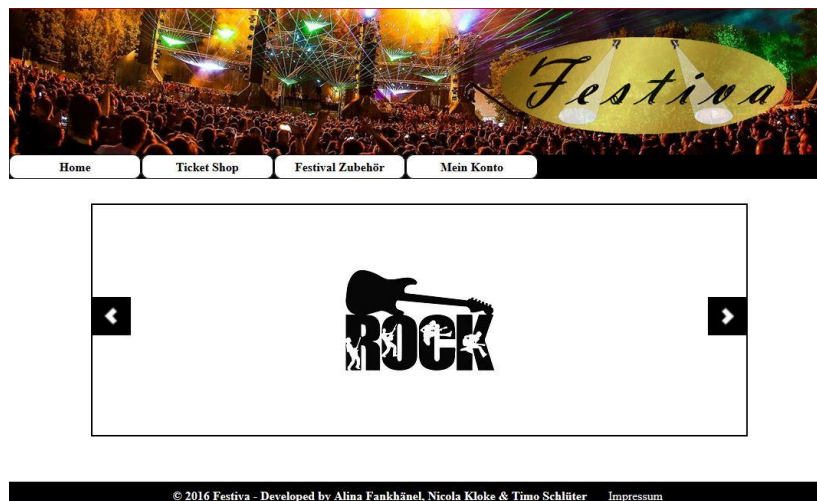 Festiva
Home Ticket Shop Festival Zubehör Mein Konto
ROCK
© 2016 Festiva - Developed by Alina Fankhänel, Nicola Kloke & Timo Schlüter Impressum